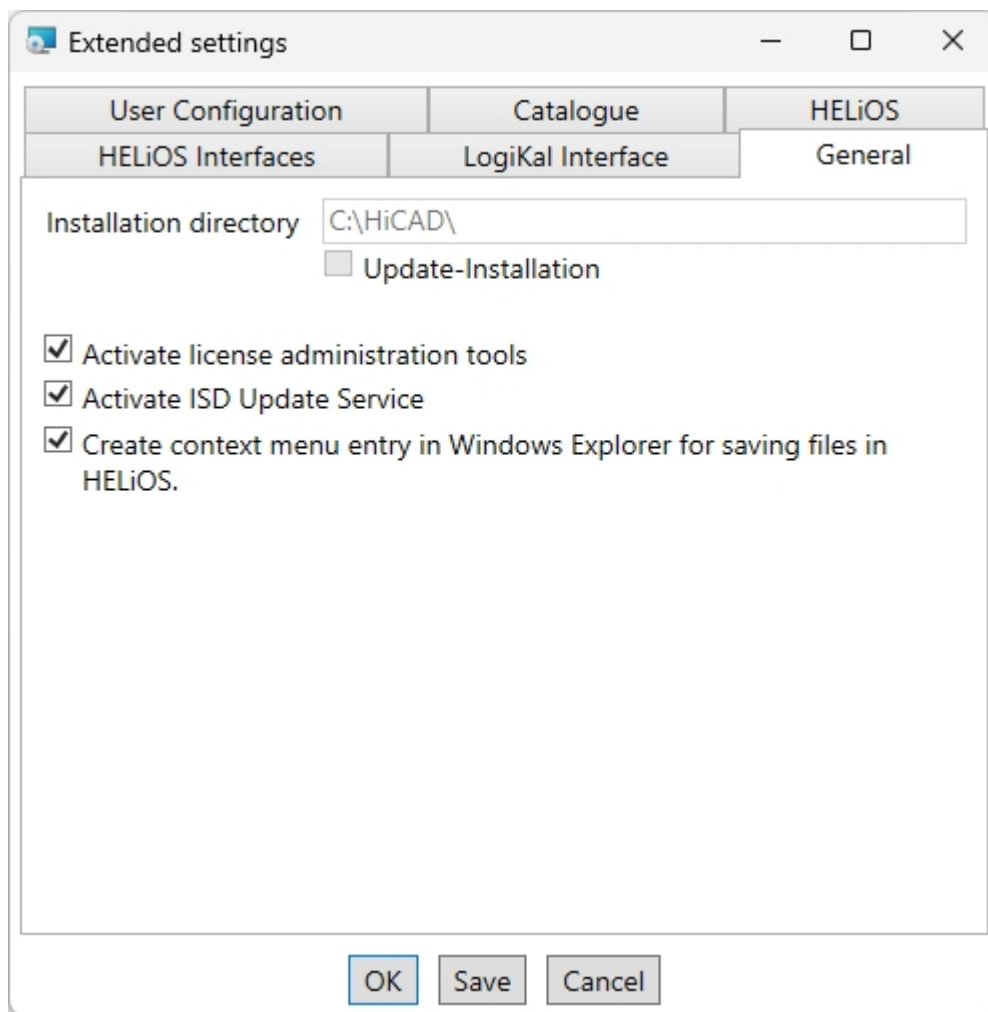 Extended settings
User Configuration
Catalogue
HELiOS
HELiOS Interfaces
LogiKal Interface
General
Installation directory
C:\HiCAD\
Update-Installation
Activate license administration tools
Activate ISD Update Service
Create context menu entry in Windows Explorer for saving files in
HELiOS.
OK
Save
Cancel